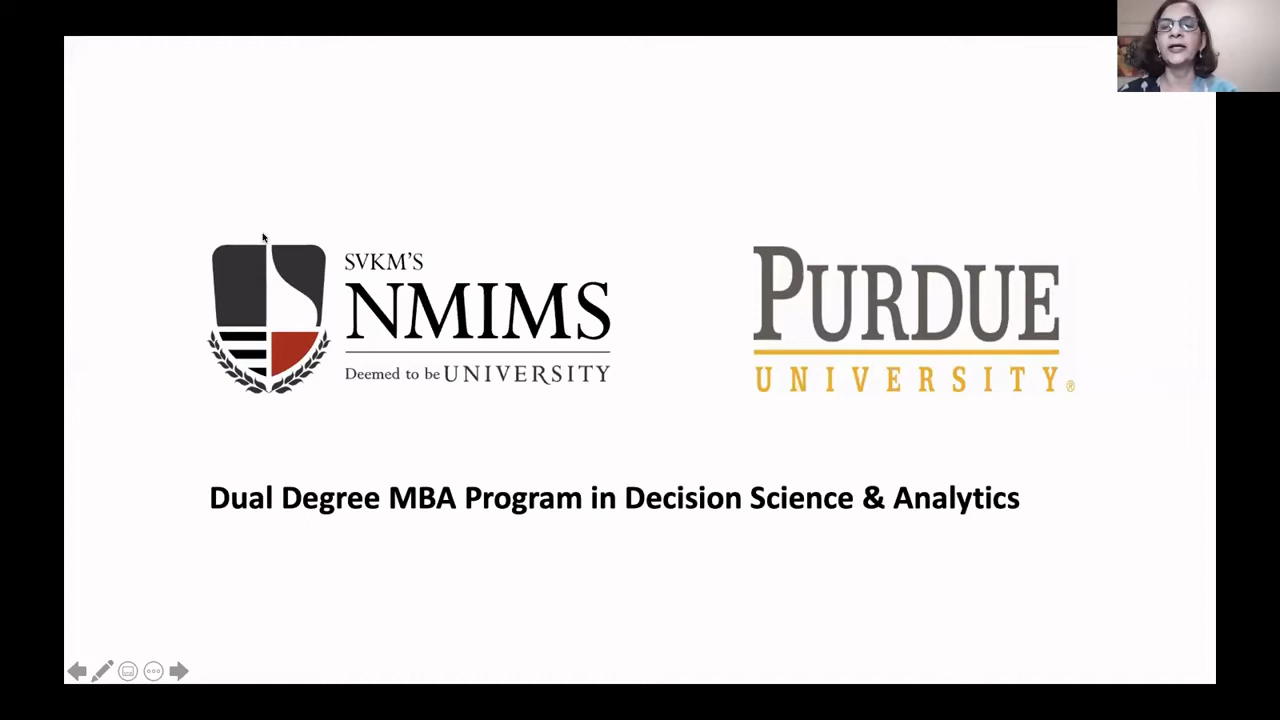 SVKM'S
NMIMS
Deemed to be UNIVERSITY
PURDUE
UNIVERSITY®
Dual Degree MBA Program in Decision Science & Analytics